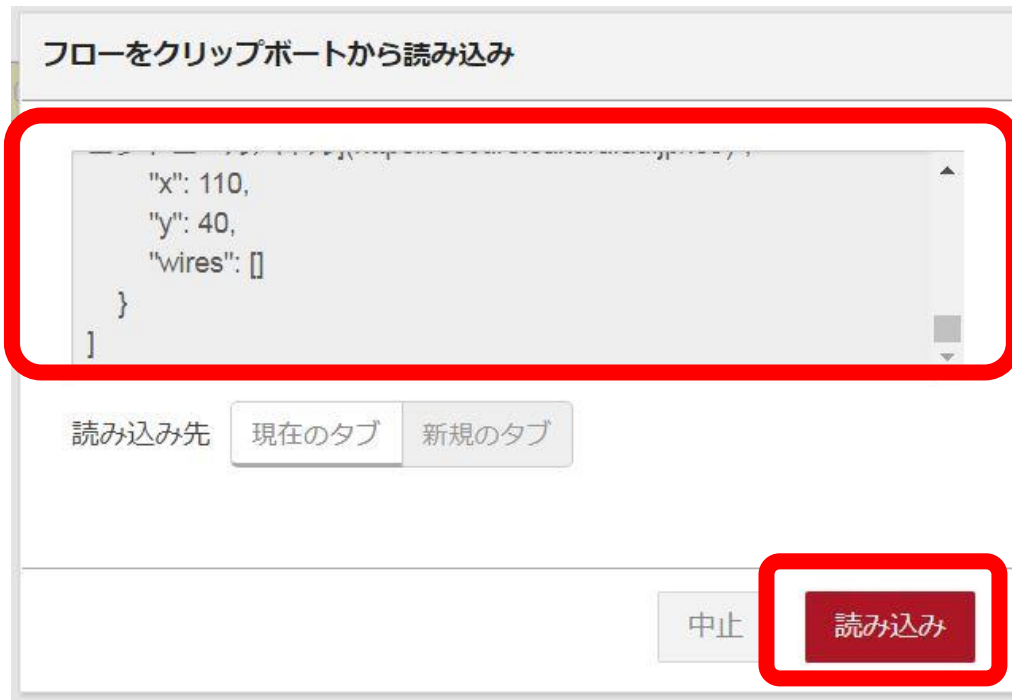 フローをクリップボートから読み込み
"x": 110,
"y": 40,
"wires": []
}
]
読み込み先 現在のタブ 新規のタブ
中止 読み込み